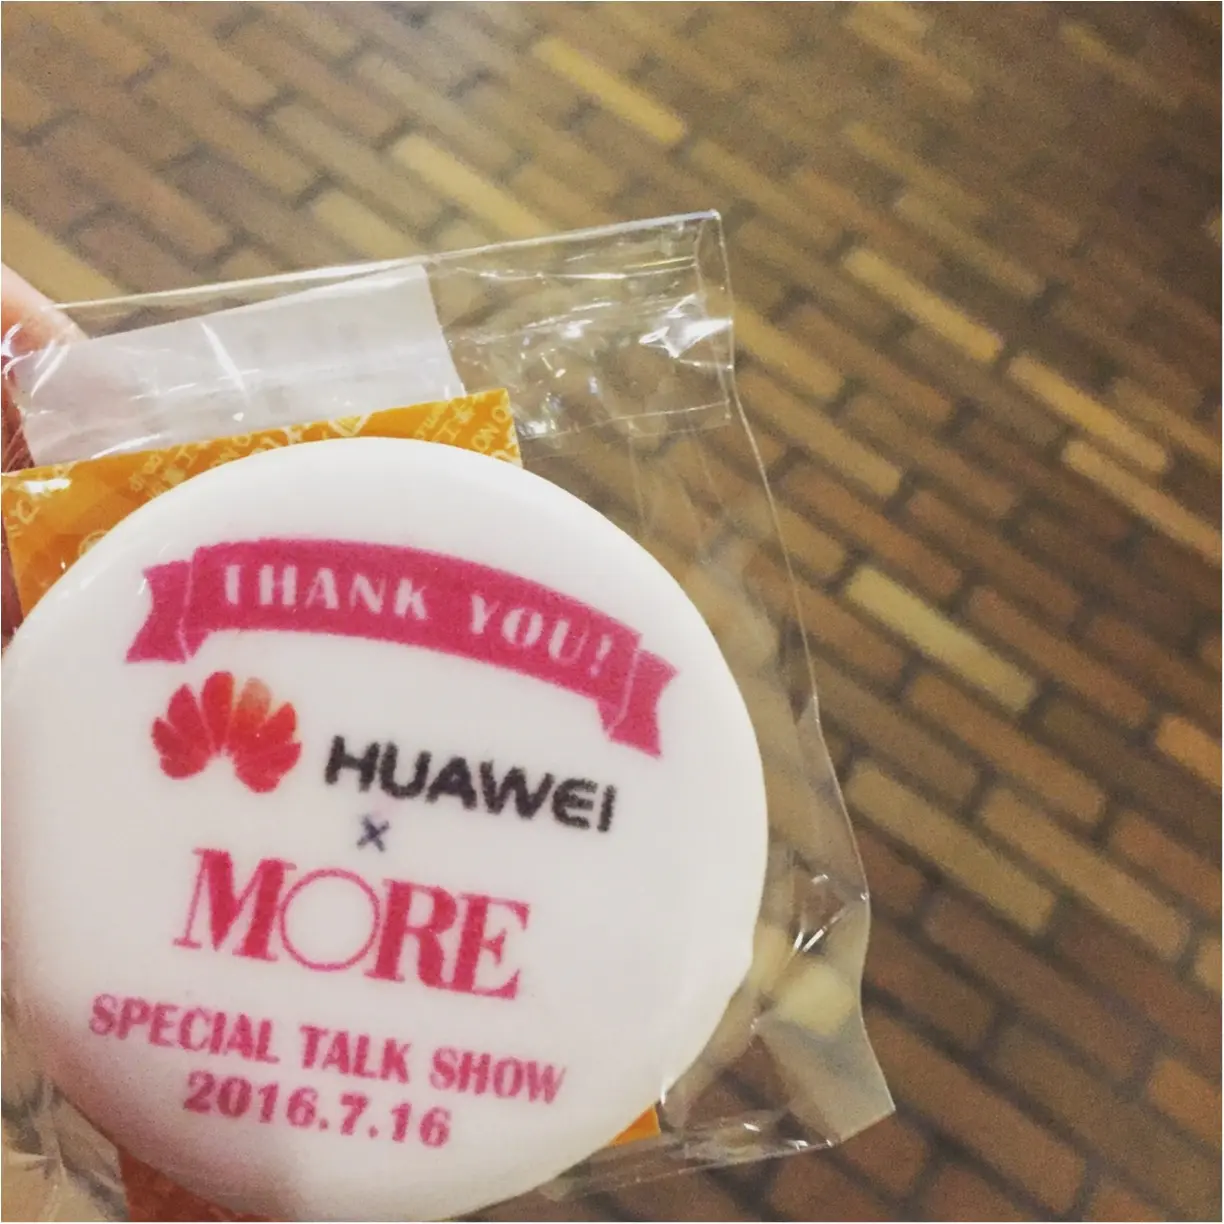 THANK YOU!
HUAWEI
×
MORE
SPECIAL TALK SHOW
2016.7.16